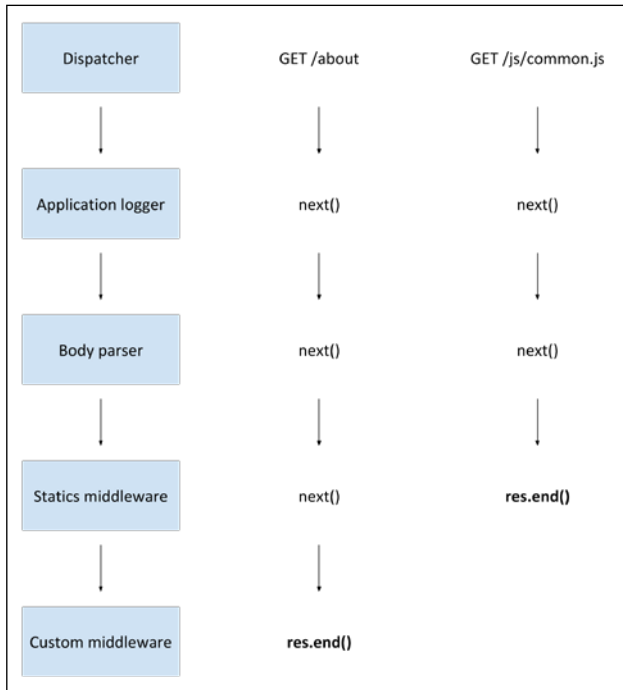 Dispatcher
GET /about
GET /js/common.js
Application logger
next()
next()
Body parser
next()
next()
Statics middleware
next()
res.end()
Custom middleware
res.end()